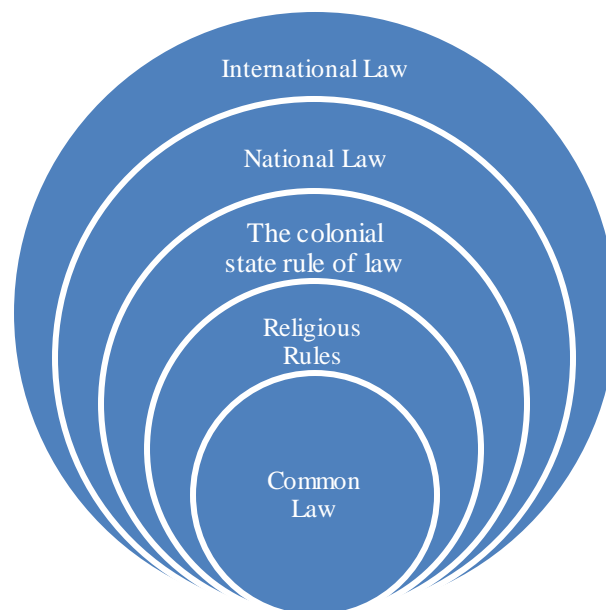 International Law
National Law
The colonial
state rule of law
Religious
Rules
Common
Law